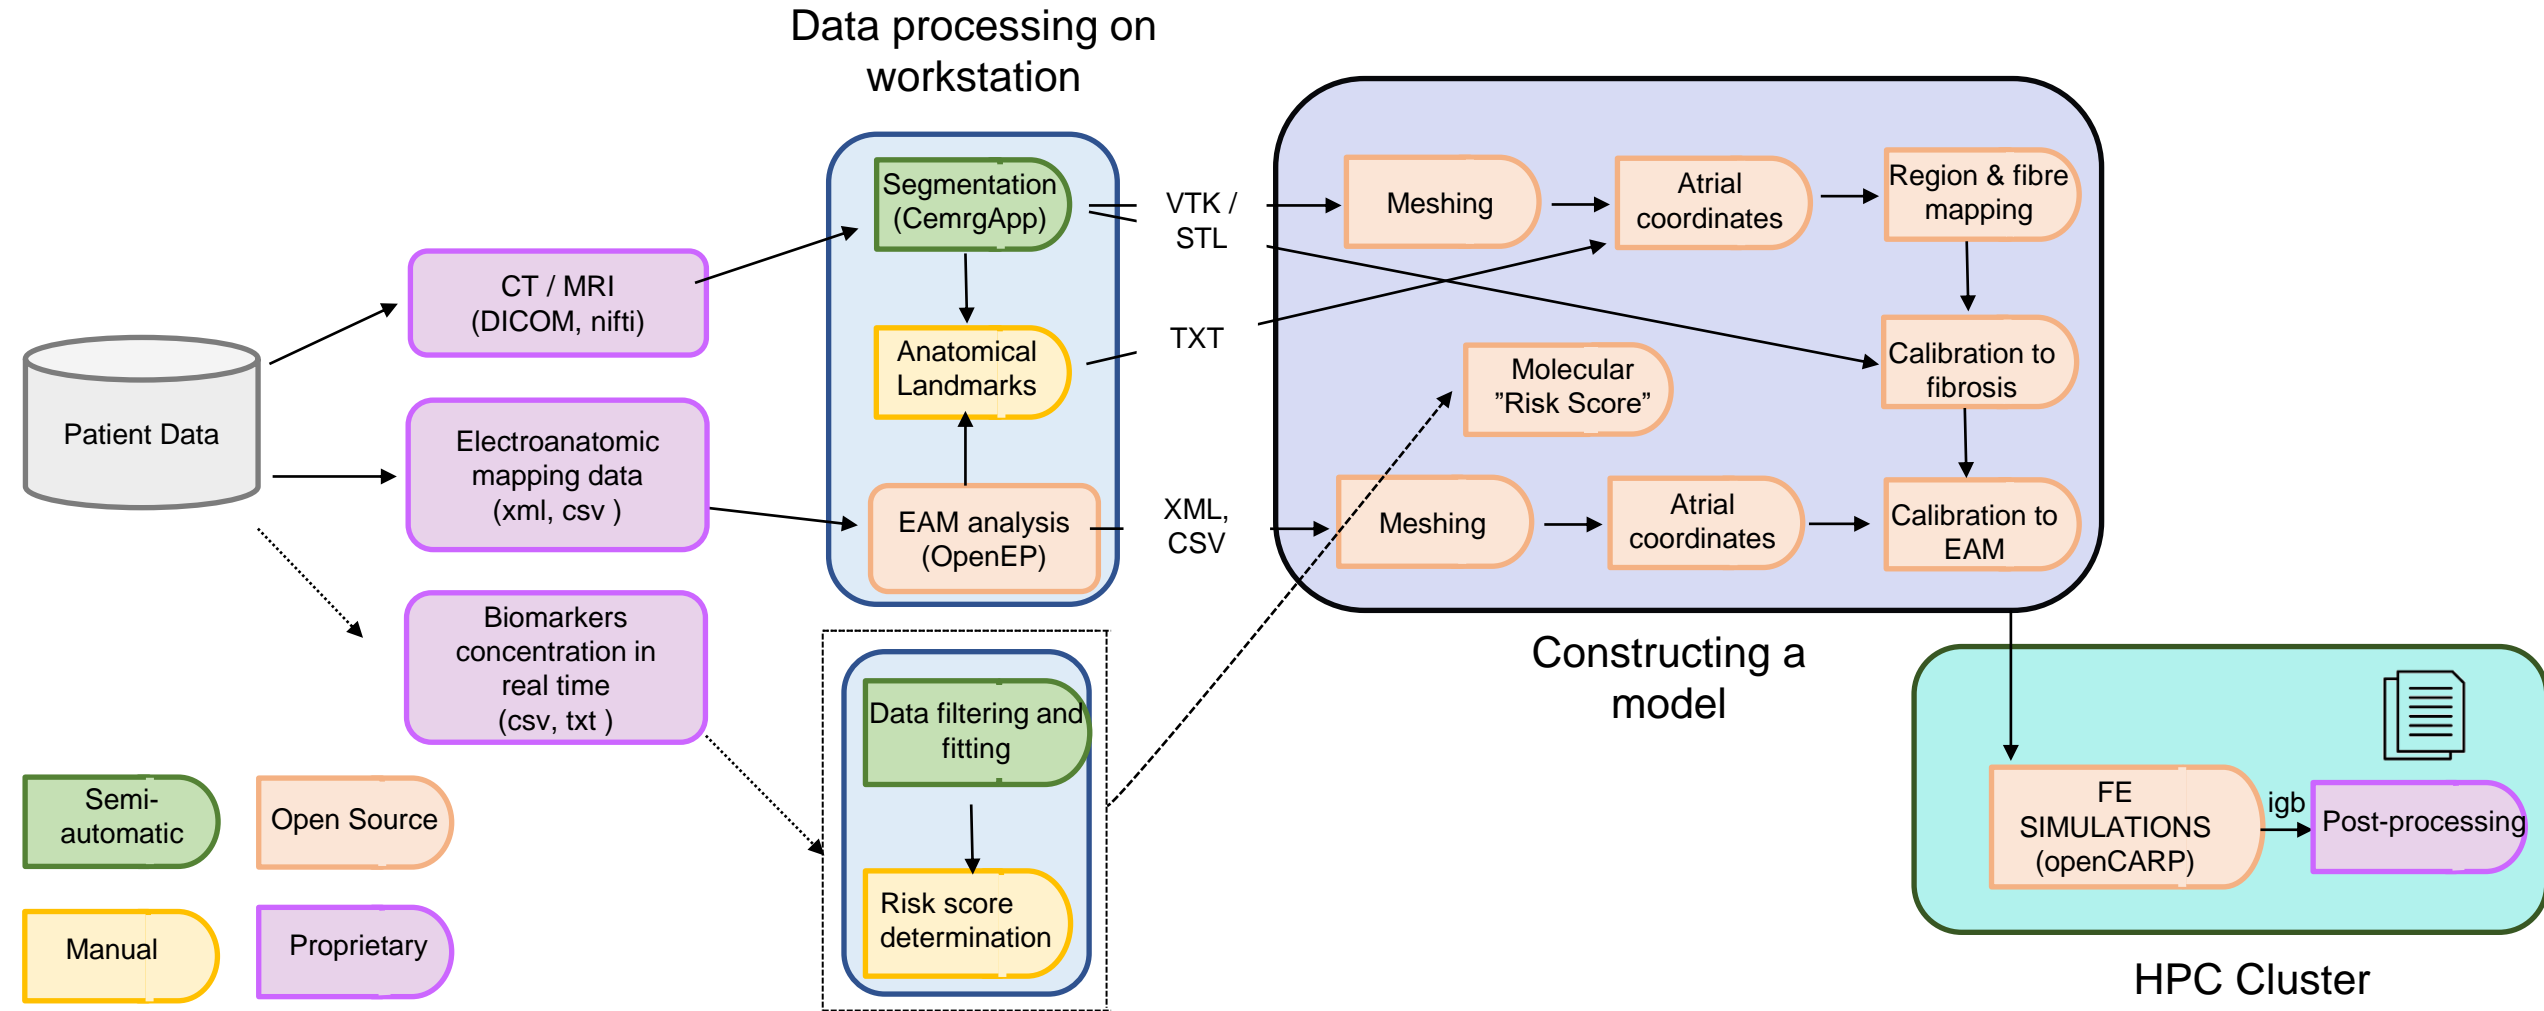 Data processing on
workstation
Patient Data
CT / MRI
(DICOM, nifti)
Electroanatomic
mapping data
(xml, csv )
Biomarkers
concentration in
real time
(csv, txt )
Segmentation
(CemrgApp)
Anatomical
Landmarks
EAM analysis
(OpenEP)
Data filtering and
fitting
Risk score
determination
VTK /
STL
TXT
XML,
CSV
Meshing
Atrial
coordinates
Region & fibre
mapping
Molecular
”Risk Score”
Calibration to
fibrosis
Meshing
Atrial
coordinates
Calibration to
EAM
Constructing a
model
FE
SIMULATIONS
(openCARP)
igb
Post-processing
HPC Cluster
Semi-
automatic
Open Source
Manual
Proprietary